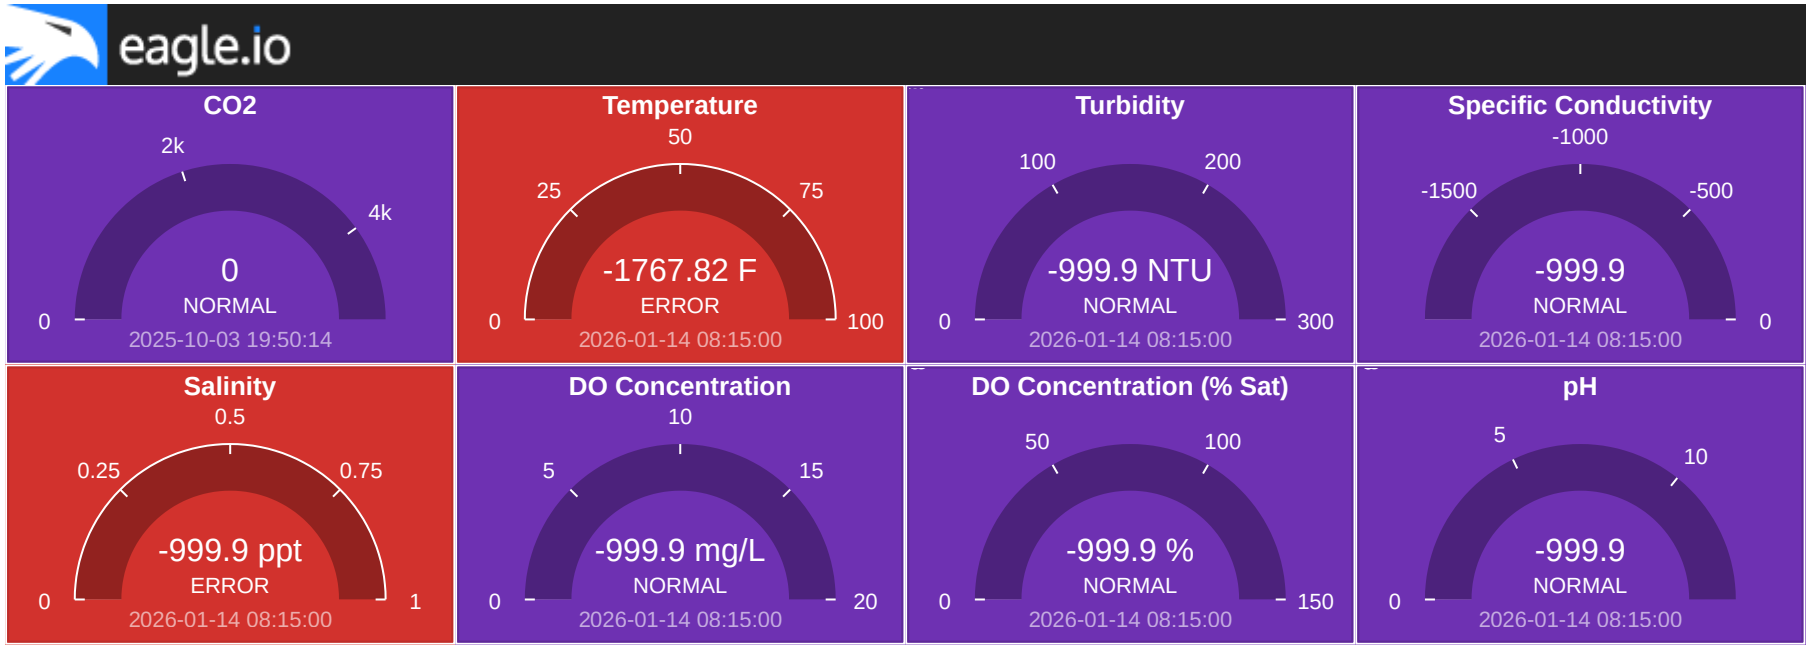 eagle.io
CO2
2k
4k
0
NORMAL
0
2025-10-03 19:50:14
Temperature
50
25
75
-1767.82 F
ERROR
0
100
2026-01-14 08:15:00
Turbidity
100
200
-999.9 NTU
NORMAL
0
300
2026-01-14 08:15:00
Specific Conductivity
-1000
-1500
-500
-999.9
NORMAL
0
2026-01-14 08:15:00
Salinity
0.5
0.25
0.75
-999.9 ppt
ERROR
0
1
2026-01-14 08:15:00
DO Concentration
10
5
15
-999.9 mg/L
NORMAL
0
20
2026-01-14 08:15:00
DO Concentration (% Sat)
50
100
-999.9 %
NORMAL
0
150
2026-01-14 08:15:00
pH
5
10
-999.9
NORMAL
0
2026-01-14 08:15:00